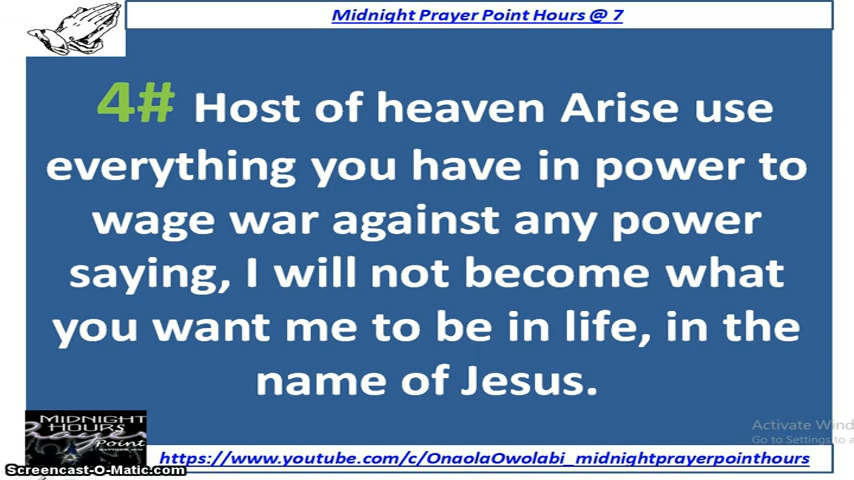 Midnight Prayer Point Hours @ 7
4# Host of heaven Arise use
everything you have in power to
wage war against any power
saying, I will not become what
you want me to be in life, in the
name of Jesus.
MIDNIGHT
HOURS
Prayer
Point
Activate Wind
Go to Settings to a
https://www.youtube.com/c/OnaolaOwolabi_midnightprayerpointhours
Screencast-O-Matic.com